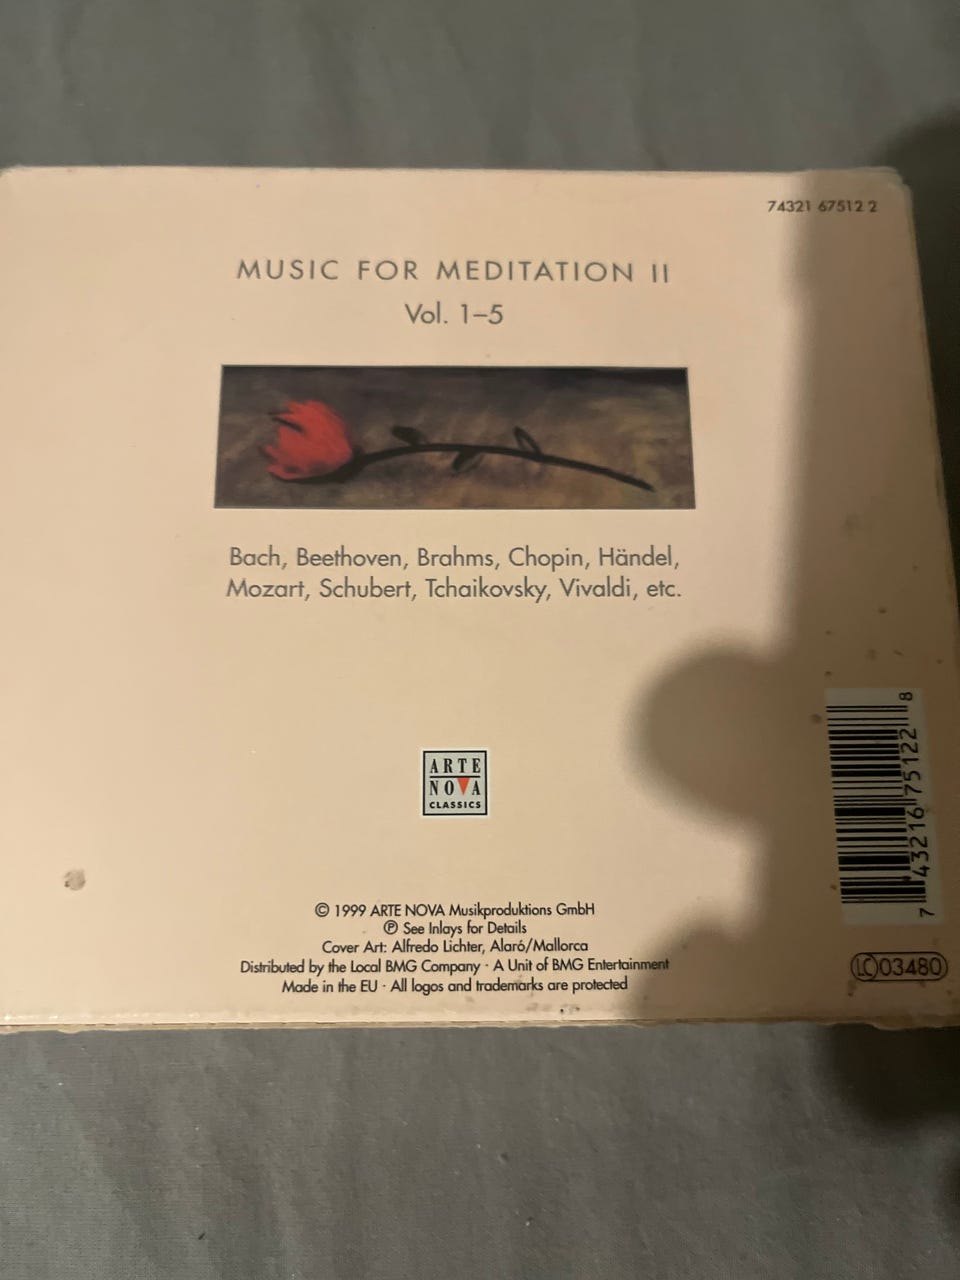 74321 67512 2
MUSIC FOR MEDITATION II
Vol. 1–5
Bach, Beethoven, Brahms, Chopin, Händel,
Mozart, Schubert, Tchaikovsky, Vivaldi, etc.
ARTE
NOVA
CLASSICS
7 43216 75122 8
© 1999 ARTE NOVA Musikproduktions GmbH
℗ See Inlays for Details
Cover Art: Alfredo Lichter, Alaró/Mallorca
Distributed by the Local BMG Company · A Unit of BMG Entertainment
Made in the EU · All logos and trademarks are protected
LC 03480